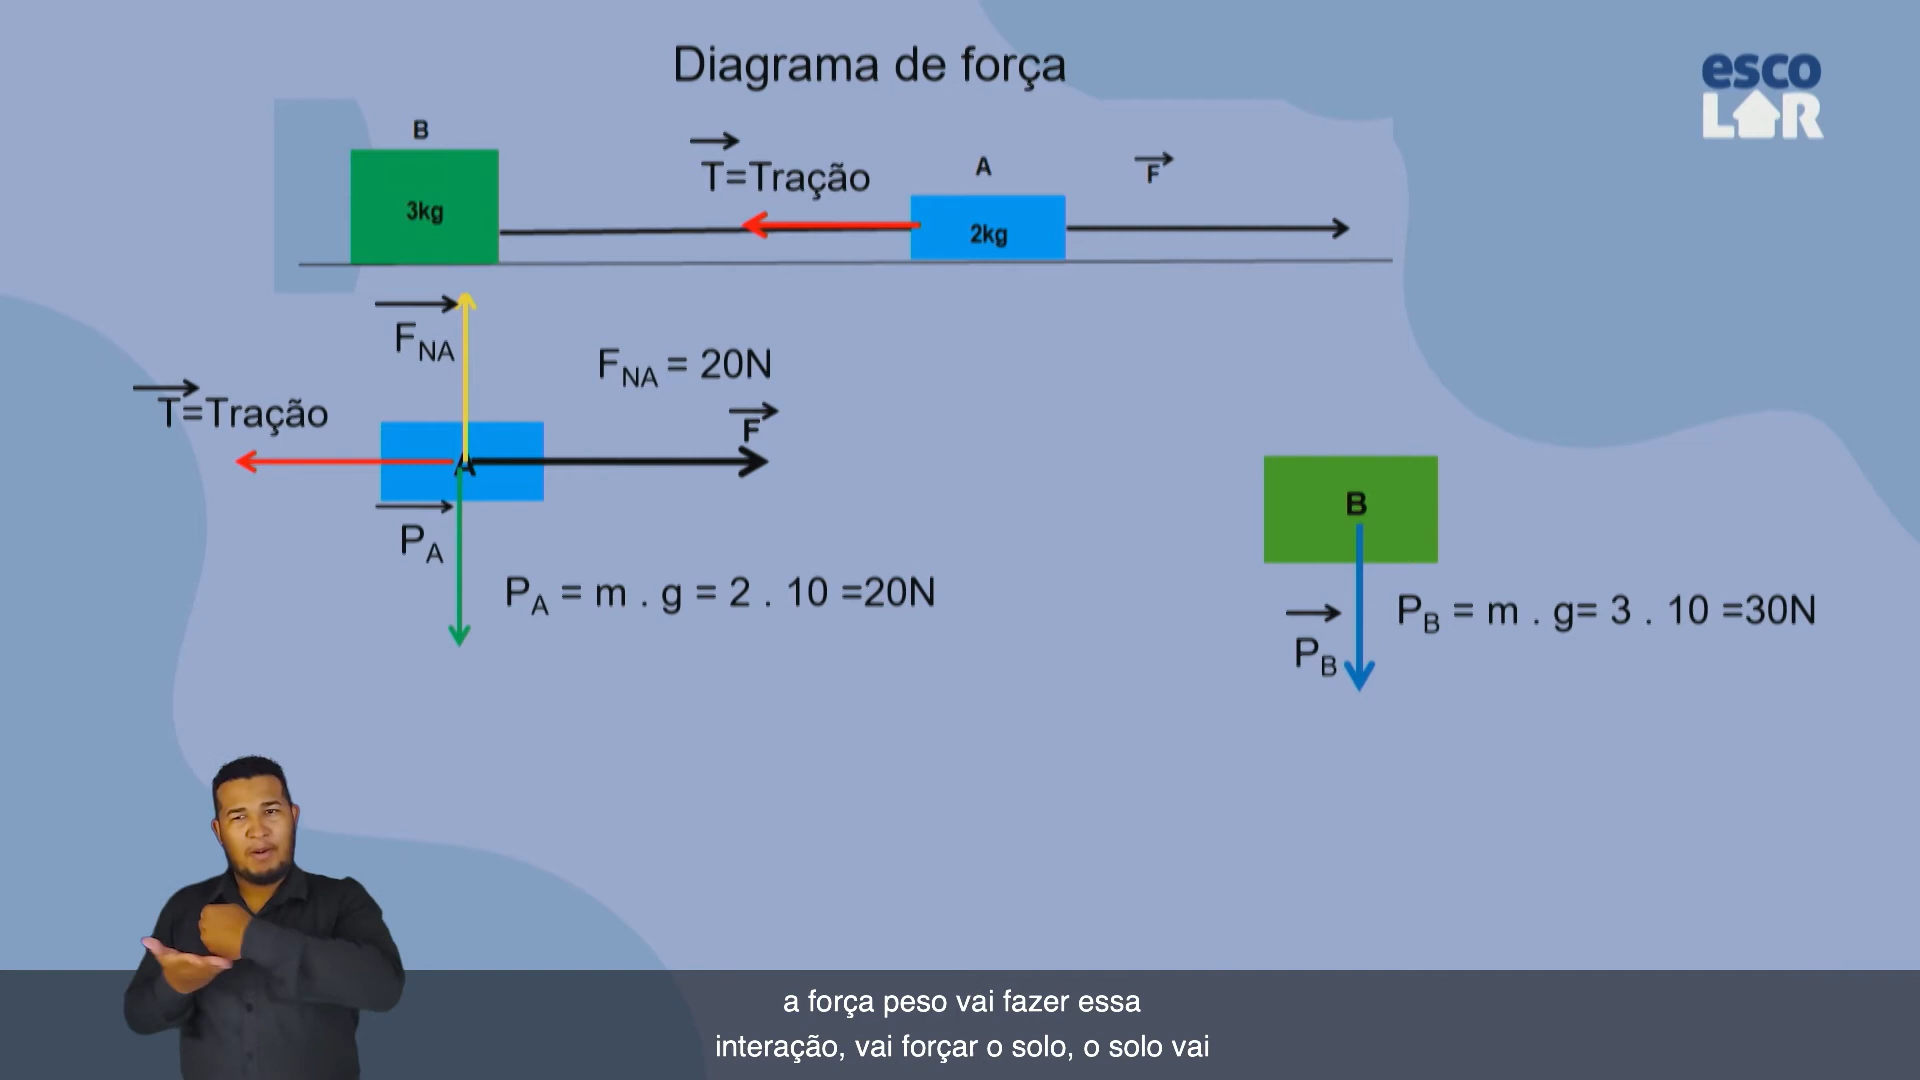 Diagrama de força
esco
LAR
B
T=Tração
A
F
3kg
2kg
F_NA
F_NA = 20N
T=Tração
F
A
B
P_A
P_A = m . g = 2 . 10 =20N
P_B = m . g= 3 . 10 =30N
P_B
a força peso vai fazer essa
interação, vai forçar o solo, o solo vai